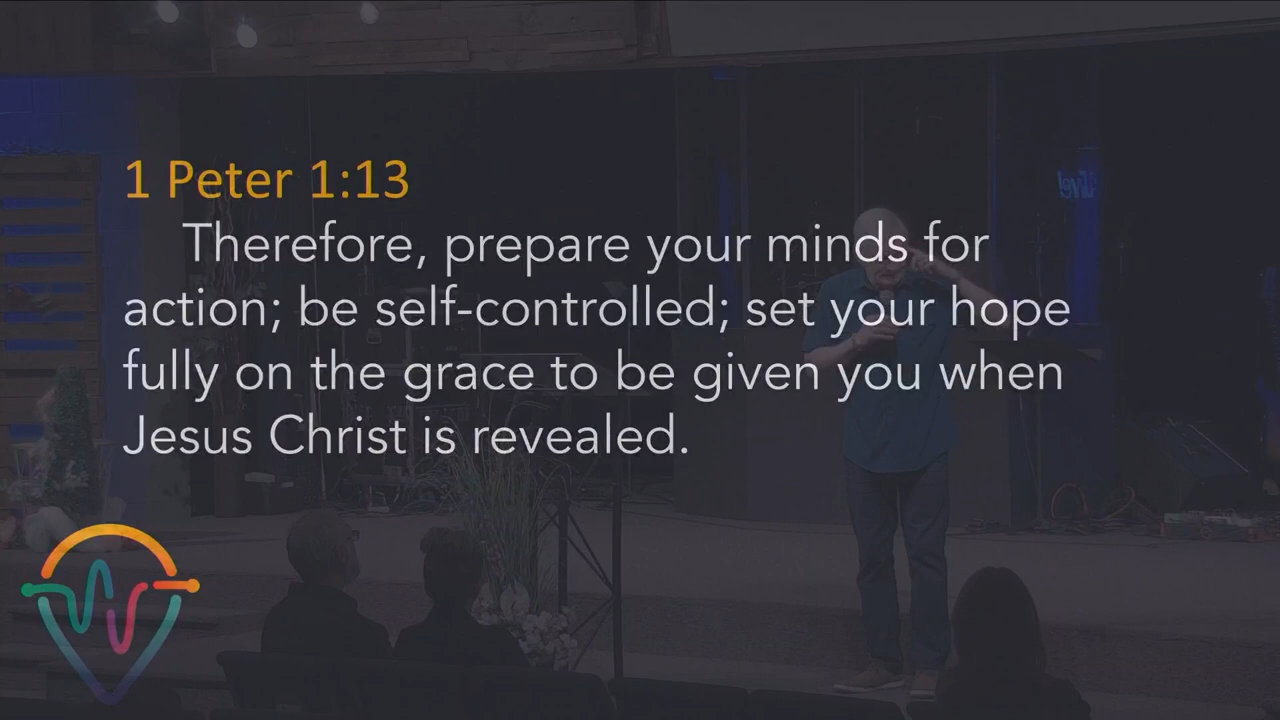 1 Peter 1:13
Therefore, prepare your minds for
action; be self-controlled; set your hope
fully on the grace to be given you when
Jesus Christ is revealed.